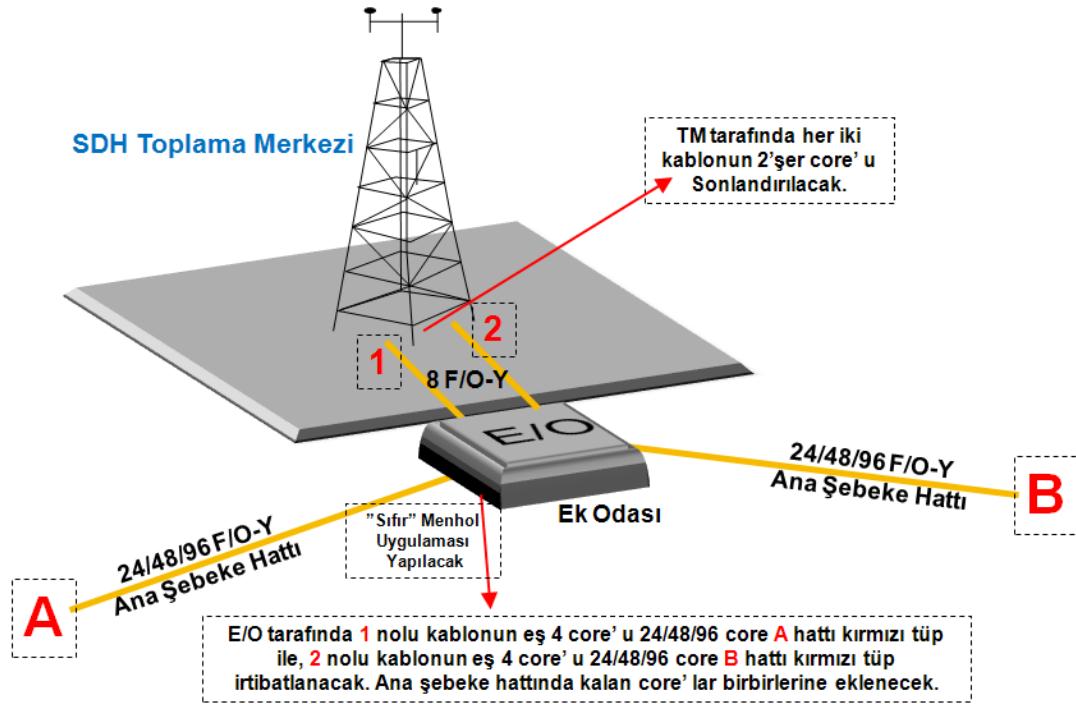 SDH Toplama Merkezi
TM tarafında her iki
kablonun 2’şer core’ u
Sonlandırılacak.
1
2
8 F/O-Y
E/O
24/48/96 F/O-Y
Ana Şebeke Hattı
B
Ek Odası
”Sıfır” Menhol
Uygulaması
Yapılacak
24/48/96 F/O-Y
Ana Şebeke Hattı
A
E/O tarafında 1 nolu kablonun eş 4 core’ u 24/48/96 core A hattı kırmızı tüp
ile, 2 nolu kablonun eş 4 core’ u 24/48/96 core B hattı kırmızı tüp
irtibatlanacak. Ana şebeke hattında kalan core’ lar birbirlerine eklenecek.